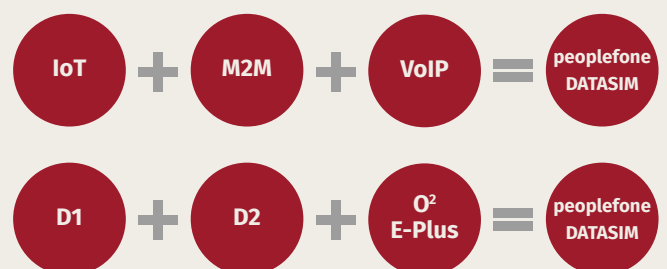 IoT + M2M + VoIP = peoplefone
DATASIM
D1 + D2 + O²
E-Plus = peoplefone
DATASIM